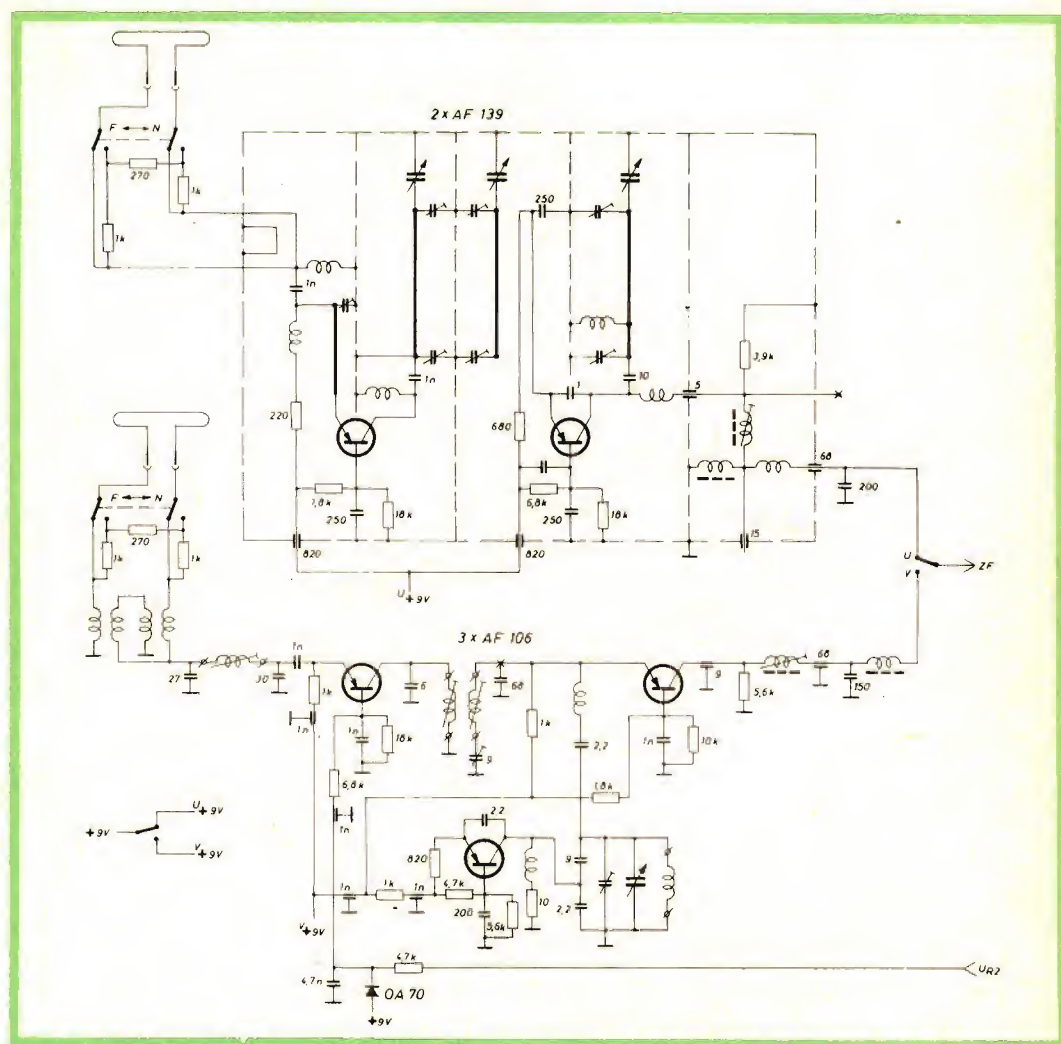 2 x AF 139
F ↔ N
270
1k
1k
250
1n
1n
10
1
5
3,9k
220
680
68
200
1,8k
18k
250
6,8k
18k
250
820
820
15
U
+9V
U
V
ZF
F ↔ N
270
1k
1k
3 x AF 106
27
30
1n
1k
1n
6
68
9
1n
18k
6,8k
1n
1k
2,2
1,8k
1n
10k
9
5,6k
68
150
+9V
U
+9V
V
+9V
2,2
820
1n
1k
1n
4,7k
200
5,6k
10
9
2,2
V
+9V
4,7k
4,7n
OA 70
+9V
UR2